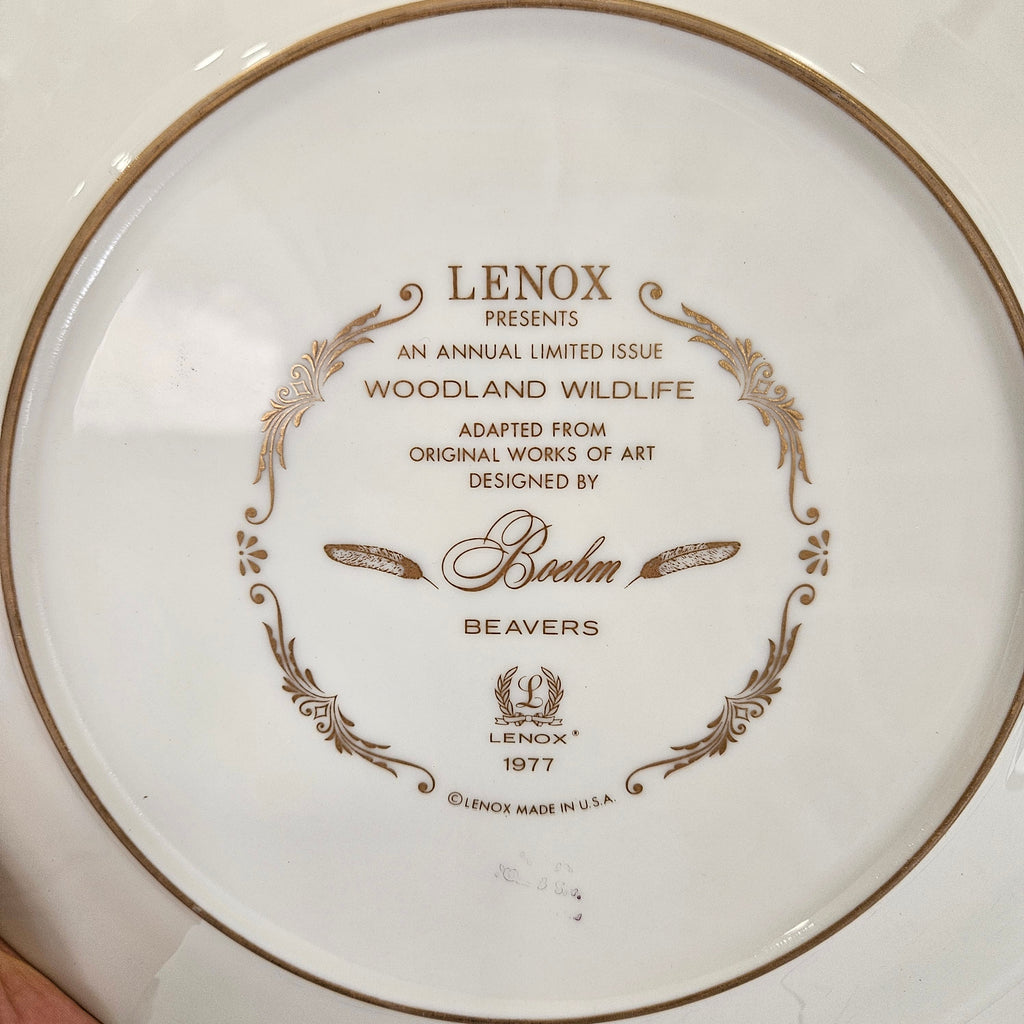 LENOX
PRESENTS
AN ANNUAL LIMITED ISSUE
WOODLAND WILDLIFE
ADAPTED FROM
ORIGINAL WORKS OF ART
DESIGNED BY
Boehm
BEAVERS
L
LENOX®
1977
©LENOX MADE IN U.S.A.